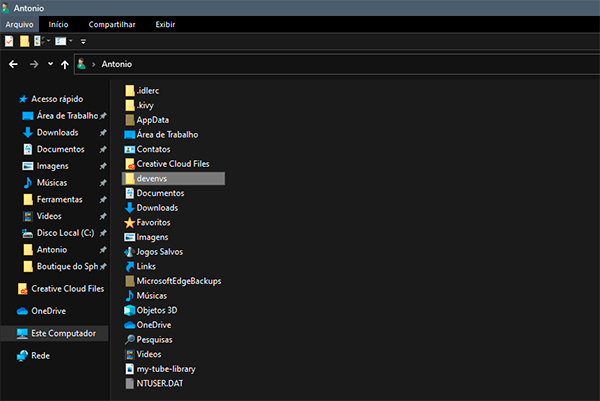 Antonio
Arquivo Início Compartilhar Exibir
Antonio
Acesso rápido
Área de Trabalho
Downloads
Documentos
Imagens
Músicas
Ferramentas
Videos
Disco Local (C:)
Antonio
Boutique do Sph
Creative Cloud Files
OneDrive
Este Computador
Rede
.idlerc
.kivy
AppData
Área de Trabalho
Contatos
Creative Cloud Files
devenvs
Documentos
Downloads
Favoritos
Imagens
Jogos Salvos
Links
MicrosoftEdgeBackups
Músicas
Objetos 3D
OneDrive
Pesquisas
Videos
my-tube-library
NTUSER.DAT